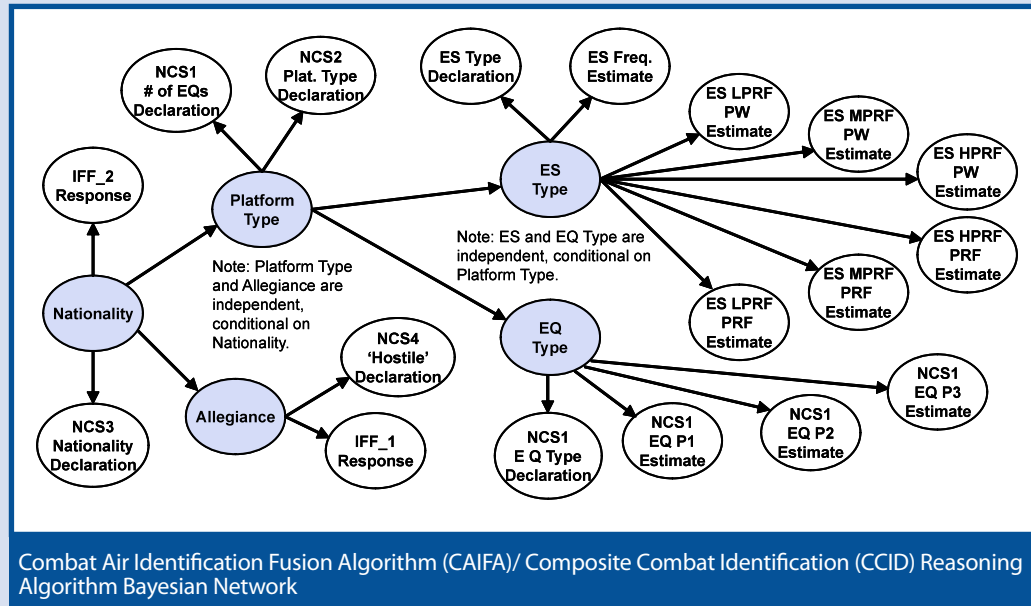 NCS1
# of EQs
Declaration
NCS2
Plat. Type
Declaration
ES Type
Declaration
ES Freq.
Estimate
ES LPRF
PW
Estimate
ES MPRF
PW
Estimate
ES HPRF
PW
Estimate
IFF_2
Response
Platform
Type
ES
Type
Note: ES and EQ Type are
independent, conditional on
Platform Type.
ES HPRF
PRF
Estimate
ES MPRF
PRF
Estimate
ES LPRF
PRF
Estimate
Note: Platform Type
and Allegiance are
independent,
conditional on
Nationality.
Nationality
EQ
Type
NCS4
‘Hostile’
Declaration
Allegiance
NCS3
Nationality
Declaration
IFF_1
Response
NCS1
E Q Type
Declaration
NCS1
EQ P1
Estimate
NCS1
EQ P2
Estimate
NCS1
EQ P3
Estimate
Combat Air Identification Fusion Algorithm (CAIFA)/ Composite Combat Identification (CCID) Reasoning
Algorithm Bayesian Network